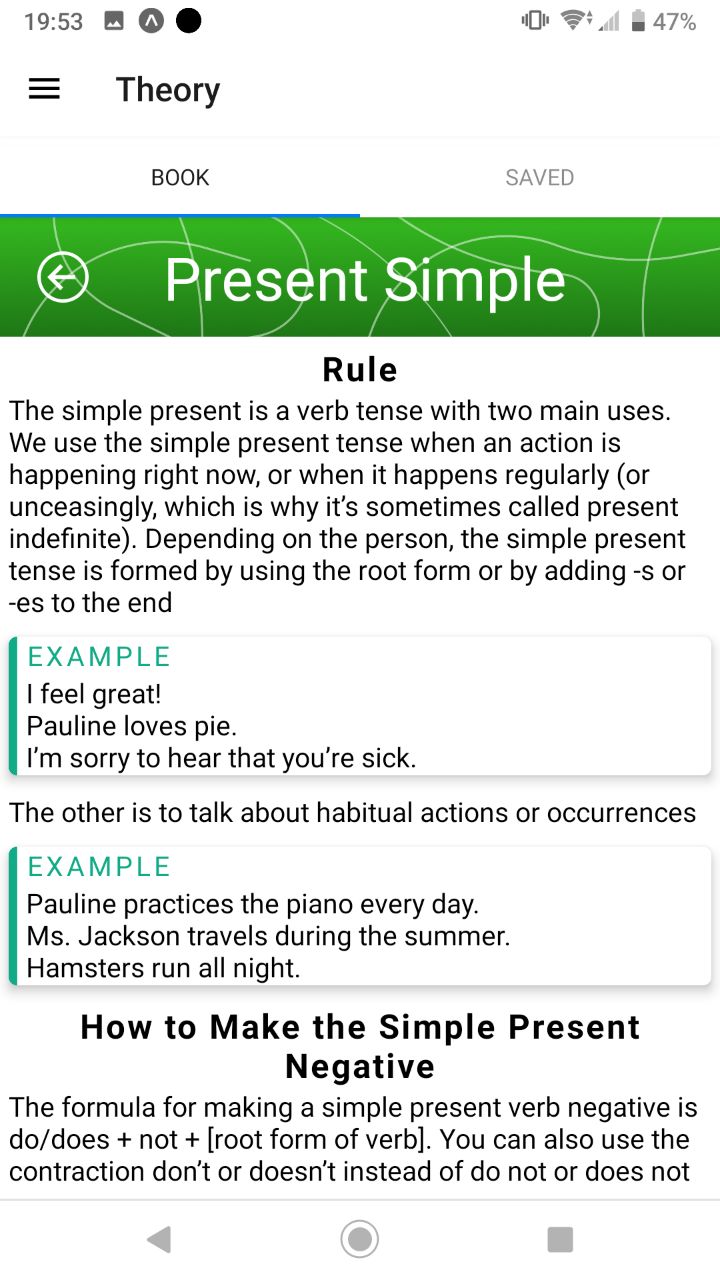 19:53
47%
Theory
BOOK
SAVED
Present Simple
Rule
The simple present is a verb tense with two main uses.
We use the simple present tense when an action is
happening right now, or when it happens regularly (or
unceasingly, which is why it’s sometimes called present
indefinite). Depending on the person, the simple present
tense is formed by using the root form or by adding -s or
-es to the end
EXAMPLE
I feel great!
Pauline loves pie.
I’m sorry to hear that you’re sick.
The other is to talk about habitual actions or occurrences
EXAMPLE
Pauline practices the piano every day.
Ms. Jackson travels during the summer.
Hamsters run all night.
How to Make the Simple Present
Negative
The formula for making a simple present verb negative is
do/does + not + [root form of verb]. You can also use the
contraction don’t or doesn’t instead of do not or does not